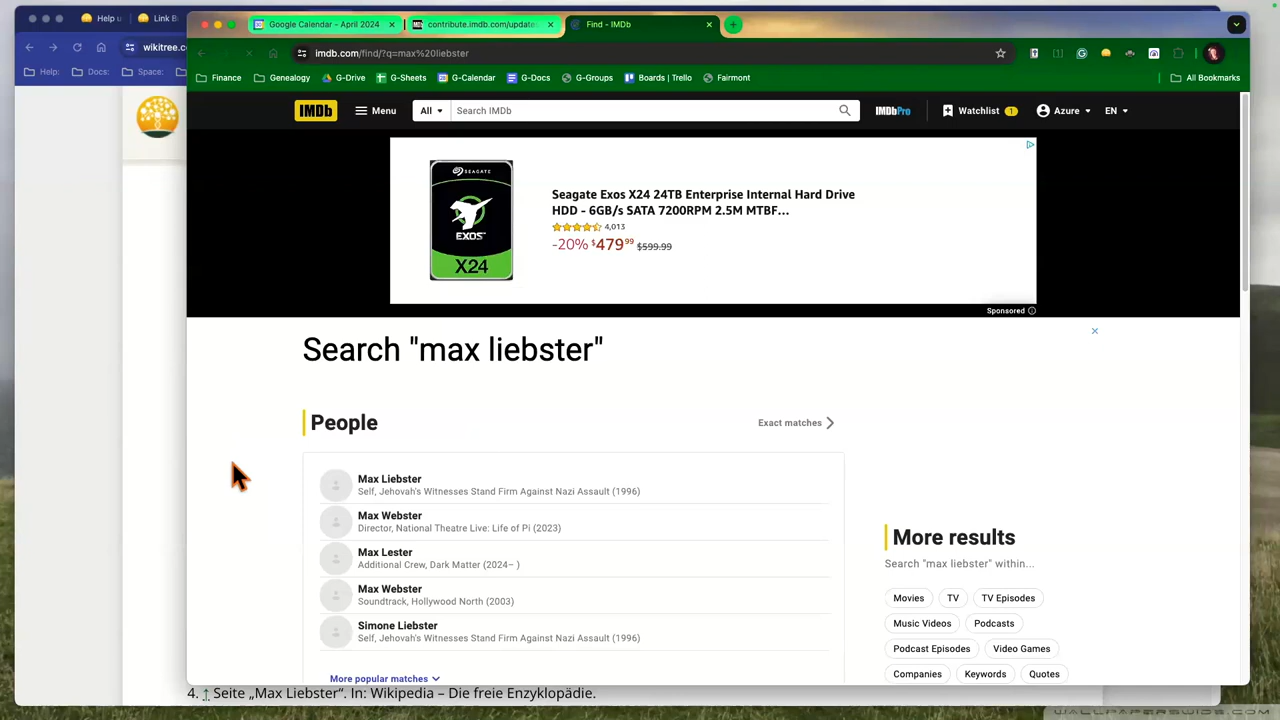 Help u
Link B
wikitree.co
Help:
Docs:
Space:
Google Calendar - April 2024
contribute.imdb.com/updates
Find - IMDb
imdb.com/find/?q=max%20liebster
Finance
Genealogy
G-Drive
G-Sheets
G-Calendar
G-Docs
G-Groups
Boards | Trello
Fairmont
All Bookmarks
IMDb
Menu
All
Search IMDb
IMDbPro
Watchlist 1
Azure
EN
SEAGATE
EXOS
X24
Seagate Exos X24 24TB Enterprise Internal Hard Drive
HDD - 6GB/s SATA 7200RPM 2.5M MTBF...
4,013
-20% $479.99 $599.99
Sponsored
Search "max liebster"
People
Exact matches
Max Liebster
Self, Jehovah's Witnesses Stand Firm Against Nazi Assault (1996)
Max Webster
Director, National Theatre Live: Life of Pi (2023)
Max Lester
Additional Crew, Dark Matter (2024– )
Max Webster
Soundtrack, Hollywood North (2003)
Simone Liebster
Self, Jehovah's Witnesses Stand Firm Against Nazi Assault (1996)
More popular matches
More results
Search "max liebster" within...
Movies
TV
TV Episodes
Music Videos
Podcasts
Podcast Episodes
Video Games
Companies
Keywords
Quotes
4. ↑ Seite „Max Liebster“. In: Wikipedia – Die freie Enzyklopädie.
WALLPAPERSWIDE.COM